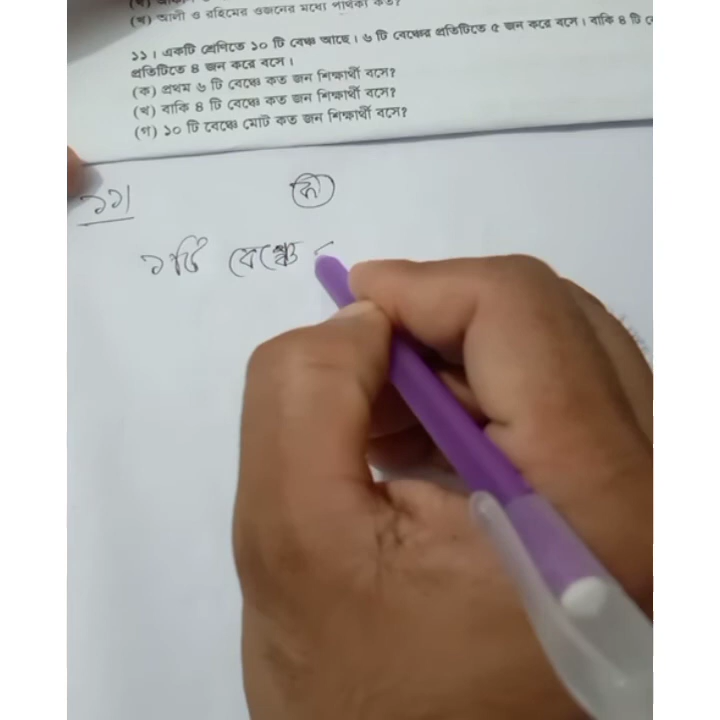 (খ) আলী ও রহিমের ওজনের মধ্যে পার্থক্য কত?
১১। একটি শ্রেণিতে ১০ টি বেঞ্চ আছে। ৬ টি বেঞ্চের প্রতিটিতে ৫ জন করে বসে। বাকি ৪ টি
প্রতিটিতে ৪ জন করে বসে।
(ক) প্রথম ৬ টি বেঞ্চে কত জন শিক্ষার্থী বসে?
(খ) বাকি ৪ টি বেঞ্চে কত জন শিক্ষার্থী বসে?
(গ) ১০ টি বেঞ্চে মোট কত জন শিক্ষার্থী বসে?
১১।
ক
১টি বেঞ্চে